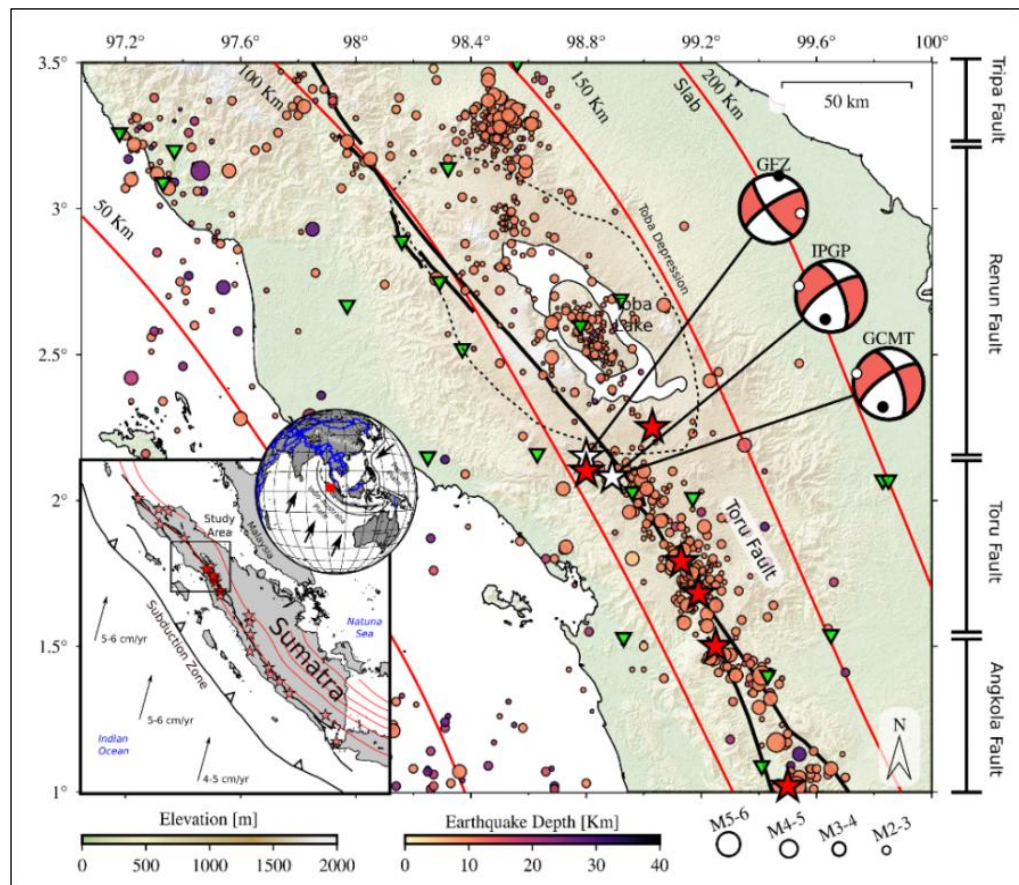 97.2°
97.6°
98°
98.4°
98.8°
99.2°
99.6°
100°
3.5°
3°
2.5°
2°
1.5°
1°
100 Km
150 Km
200 Km
Slab
50 Km
50 km
Tripa Fault
Renun Fault
Toru Fault
Angkola Fault
GFZ
IPGP
GCMT
Toba Depression
Toba
Lake
Toru Fault
N
Study
Area
Malaysia
Subduction Zone
Sumatra
Natuna
Sea
Indian
Ocean
5-6 cm/yr
5-6 cm/yr
4-5 cm/yr
Elevation [m]
0
500
1000
1500
2000
Earthquake Depth [Km]
0
10
20
30
40
M5-6
M4-5
M3-4
M2-3